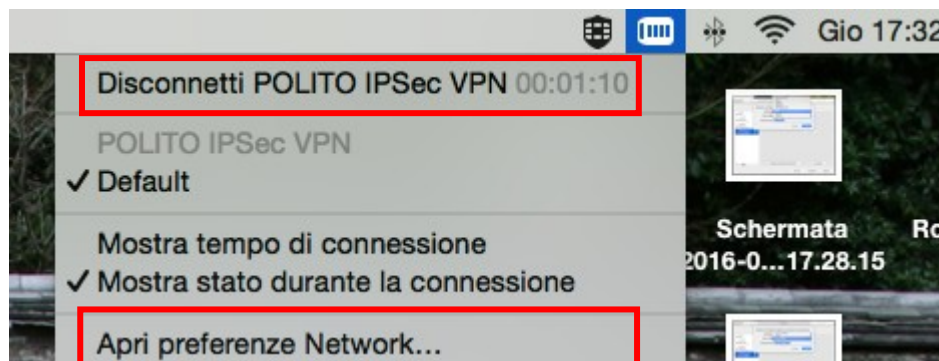 Gio 17:32
Disconnetti POLITO IPSec VPN 00:01:10
POLITO IPSec VPN
✓ Default
Mostra tempo di connessione
✓ Mostra stato durante la connessione
Apri preferenze Network...
Schermata
2016-0...17.28.15